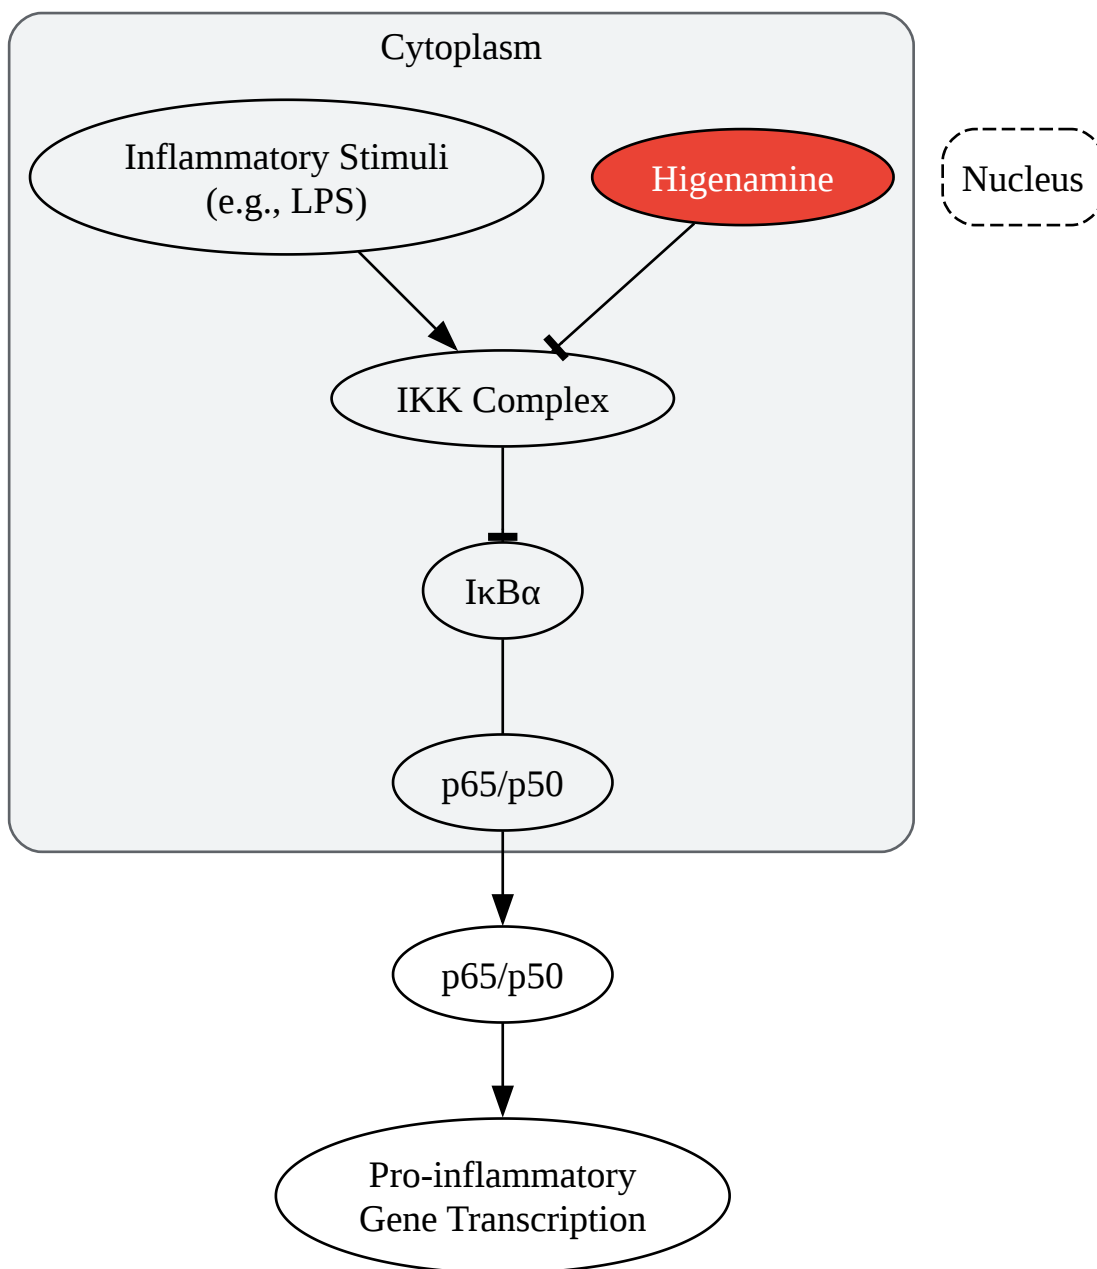 Cytoplasm
Inflammatory Stimuli
(e.g., LPS)
Higenamine
Nucleus
IKK Complex
IκBα
p65/p50
p65/p50
Pro-inflammatory
Gene Transcription